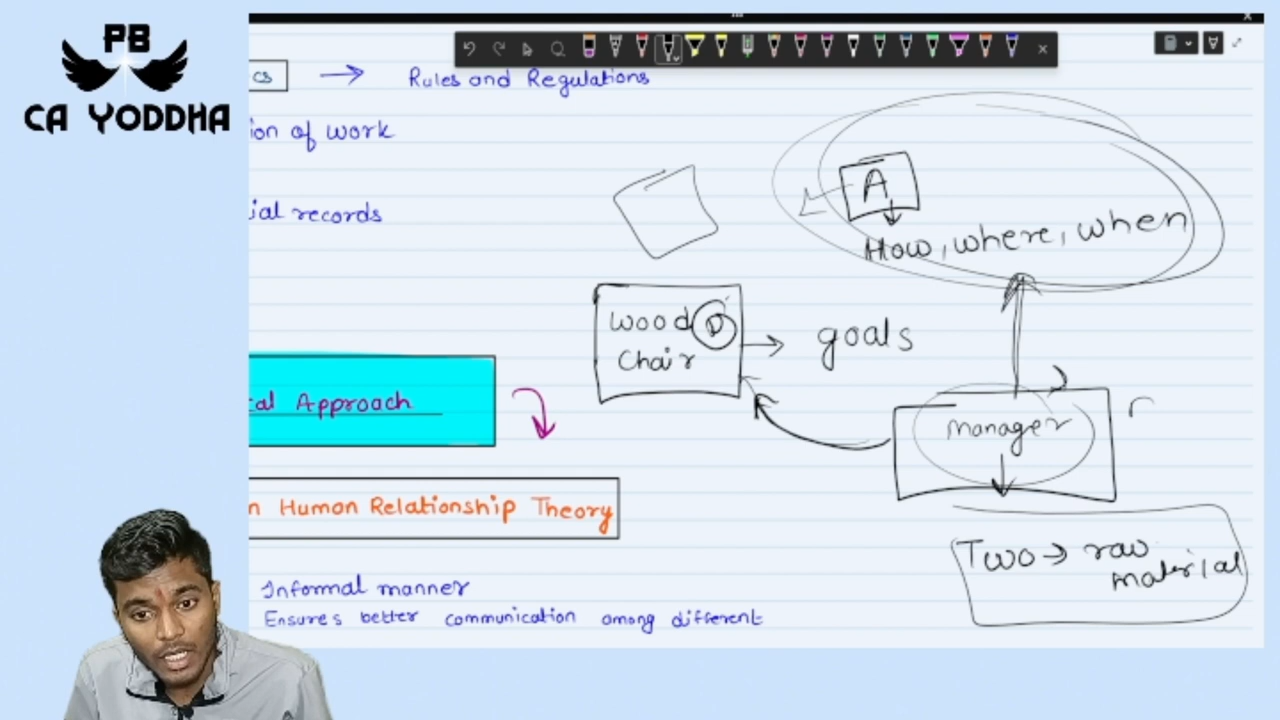 PB
CA YODDHA
cs → Rules and Regulations
ion of work
ial records
A
How, where, when
Wood D
Chair
→ goals
manager
cal Approach
n Human Relationship Theory
Two → raw
material
Informal manner
Ensures better communication among different